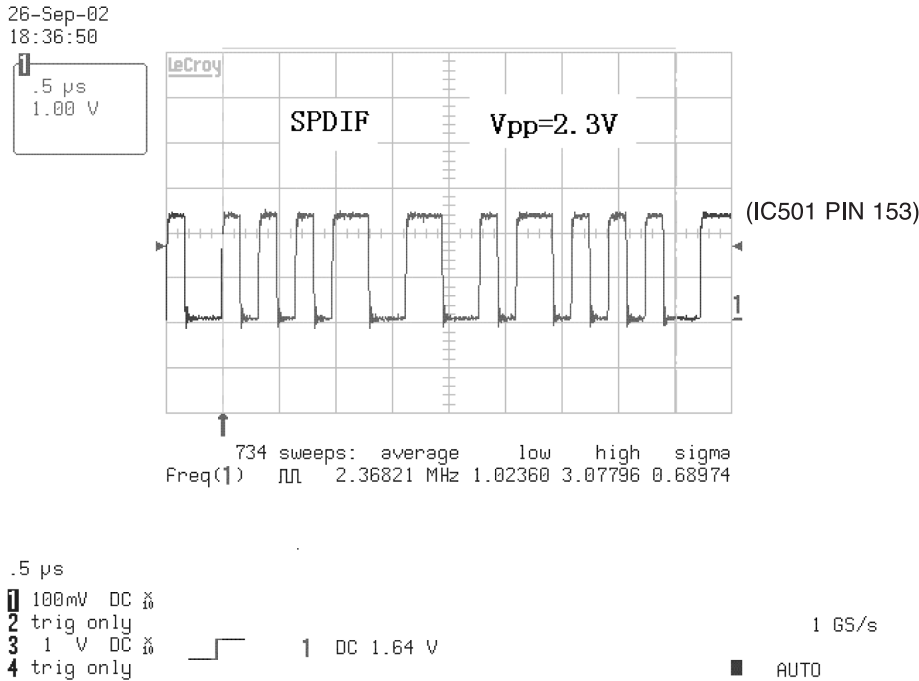 26-Sep-02
18:36:50
1
.5 µs
1.00 V
LeCroy
SPDIF Vpp=2.3V
(IC501 PIN 153)
1
734 sweeps: average low high sigma
Freq(1) 2.36821 MHz 1.02360 3.07796 0.68974
.5 µs
1 100mV DC X10
2 trig only
3 1 V DC X10
4 trig only
1 DC 1.64 V
1 GS/s
AUTO